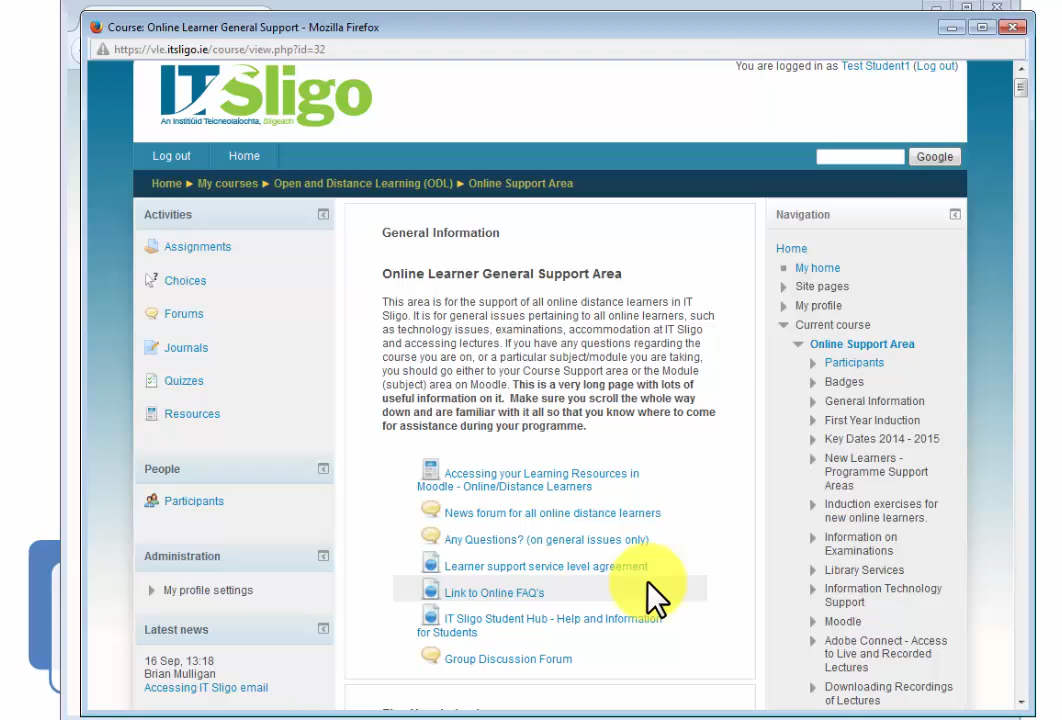 Course: Online Learner General Support - Mozilla Firefox
https://vle.itsligo.ie/course/view.php?id=32
ITSligo
An Institiúid Teicneolaíochta, Sligeach
You are logged in as Test Student1 (Log out)
Log out
Home
Google
Home ► My courses ► Open and Distance Learning (ODL) ► Online Support Area
Activities
Assignments
Choices
Forums
Journals
Quizzes
Resources
People
Participants
Administration
My profile settings
Latest news
16 Sep, 13:18
Brian Mulligan
Accessing IT Sligo email
General Information
Online Learner General Support Area
This area is for the support of all online distance learners in IT
Sligo. It is for general issues pertaining to all online learners, such
as technology issues, examinations, accommodation at IT Sligo
and accessing lectures. If you have any questions regarding the
course you are on, or a particular subject/module you are taking,
you should go either to your Course Support area or the Module
(subject) area on Moodle. This is a very long page with lots of
useful information on it. Make sure you scroll the whole way
down and are familiar with it all so that you know where to come
for assistance during your programme.
Accessing your Learning Resources in
Moodle - Online/Distance Learners
News forum for all online distance learners
Any Questions? (on general issues only)
Learner support service level agreement
Link to Online FAQ's
IT Sligo Student Hub - Help and Information
for Students
Group Discussion Forum
Navigation
Home
My home
Site pages
My profile
Current course
Online Support Area
Participants
Badges
General Information
First Year Induction
Key Dates 2014 - 2015
New Learners -
Programme Support
Areas
Induction exercises for
new online learners.
Information on
Examinations
Library Services
Information Technology
Support
Moodle
Adobe Connect - Access
to Live and Recorded
Lectures
Downloading Recordings
of Lectures